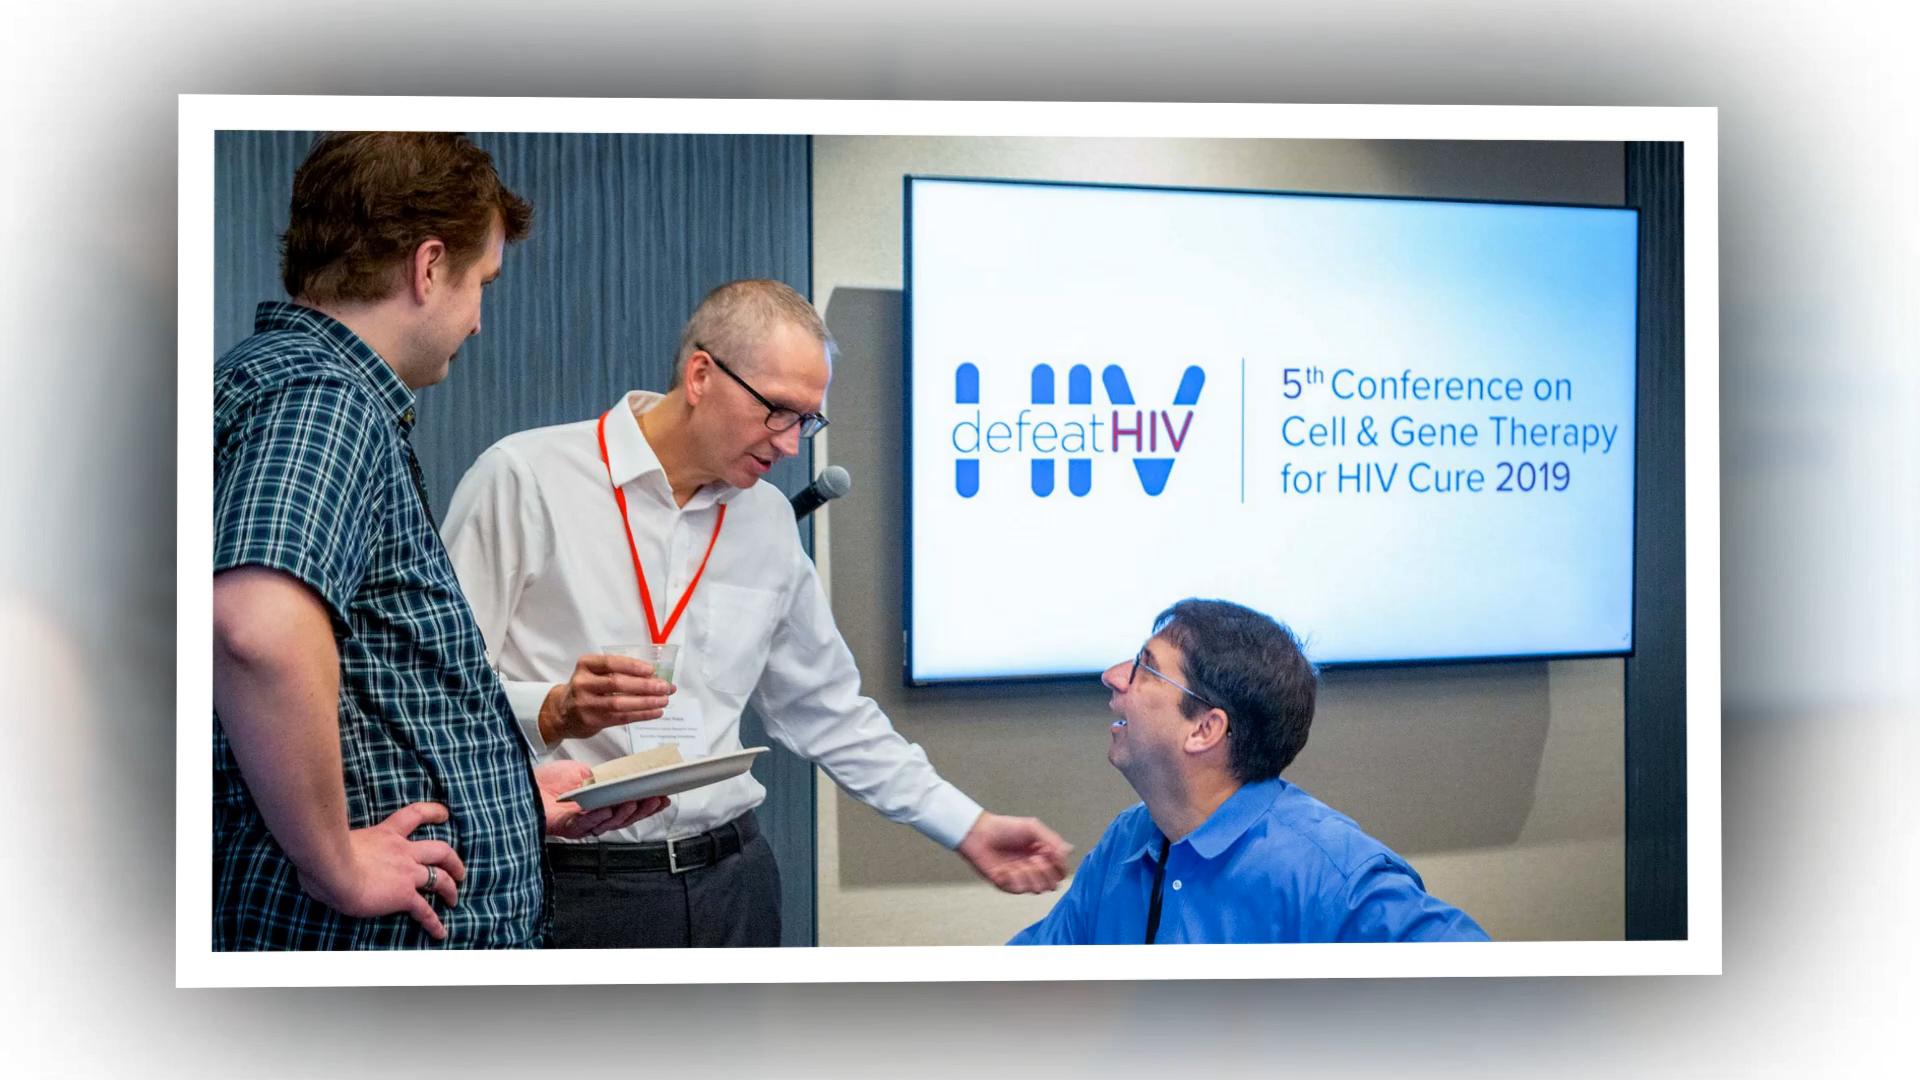 defeatHIV
5th Conference on
Cell & Gene Therapy
for HIV Cure 2019